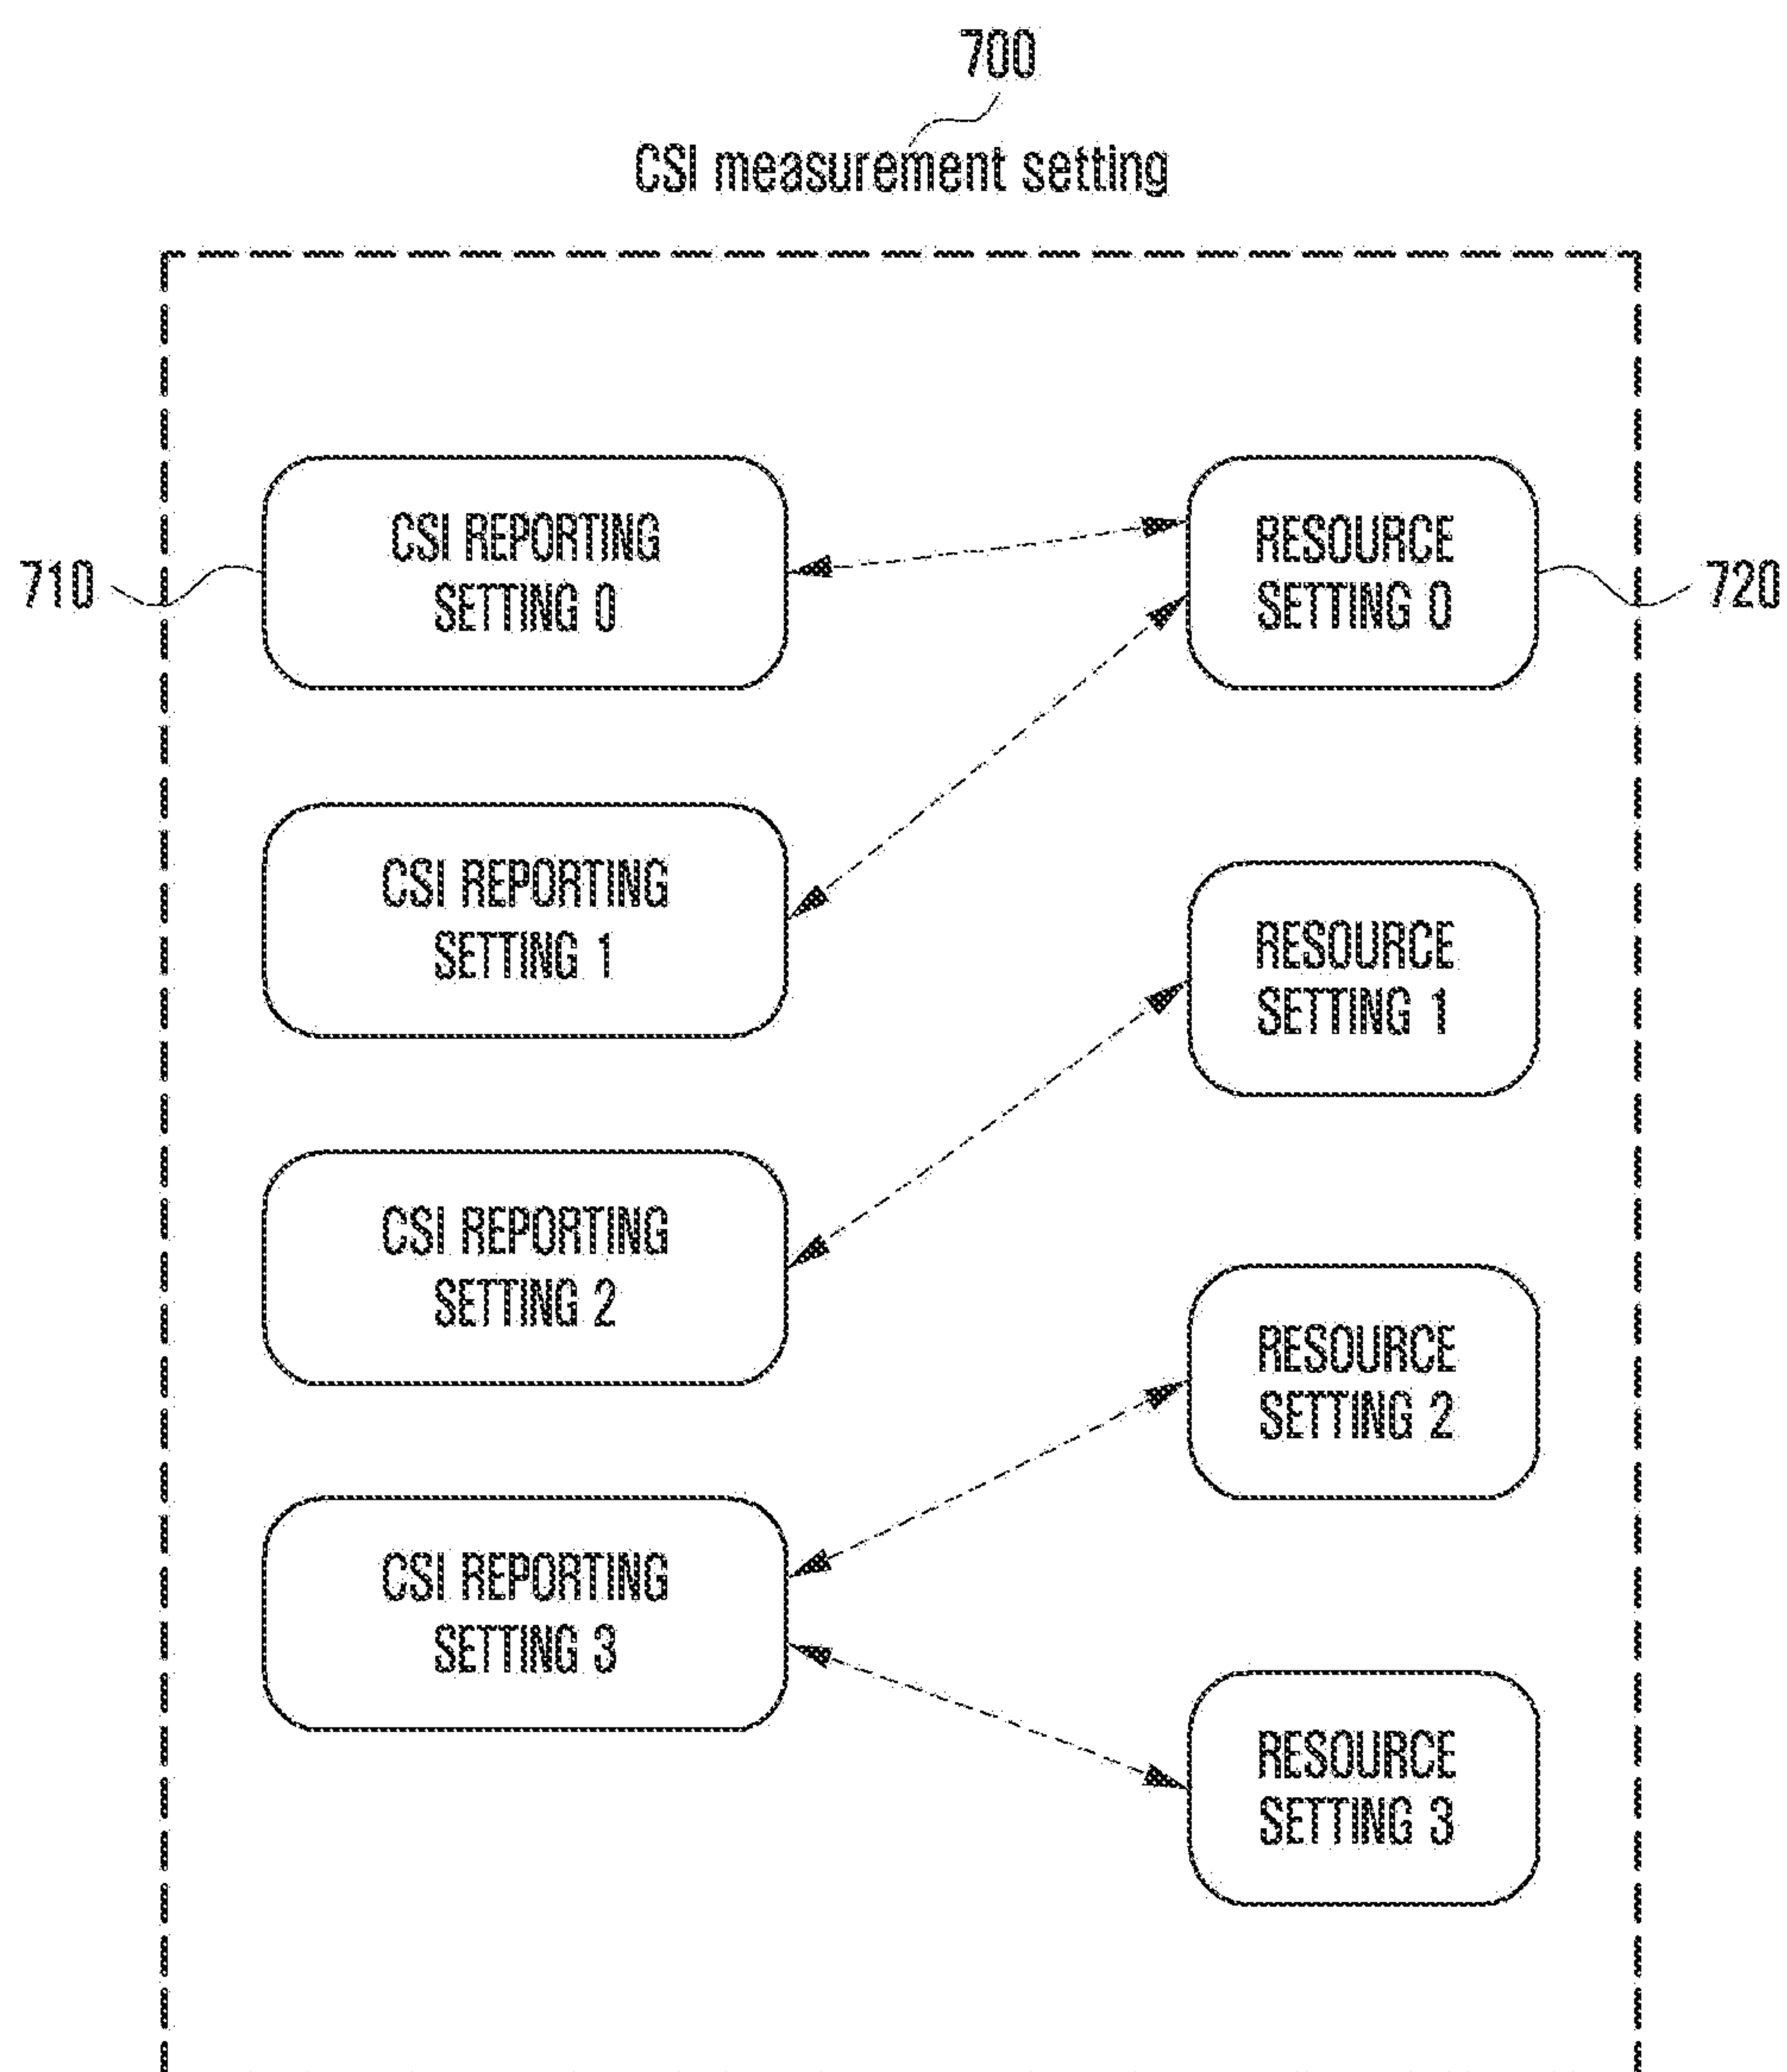 700
CSI measurement setting
710
CSI REPORTING
SETTING 0
RESOURCE
SETTING 0
720
CSI REPORTING
SETTING 1
RESOURCE
SETTING 1
CSI REPORTING
SETTING 2
RESOURCE
SETTING 2
CSI REPORTING
SETTING 3
RESOURCE
SETTING 3